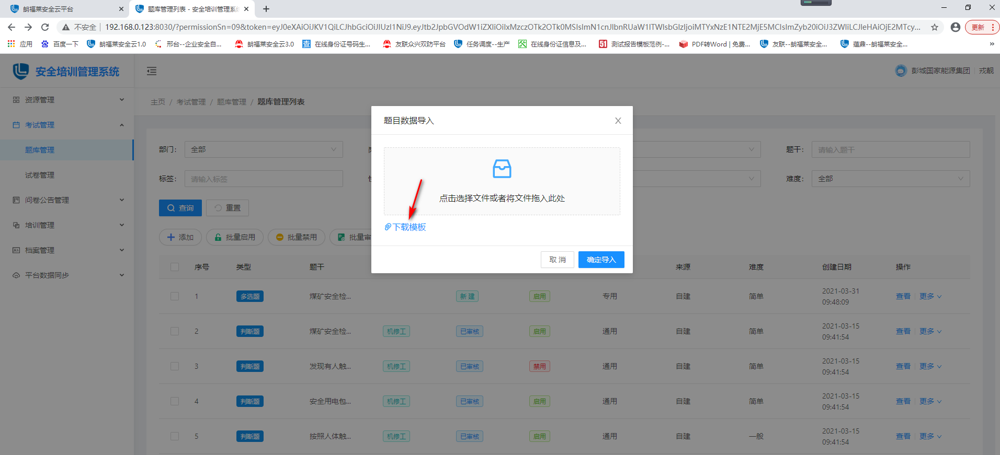 朗福莱安全云平台
题库管理列表 - 安全培训管理系统
不安全
192.168.0.123:8030/?permissionSn=09&token=eyJ0eXAiOiJKV1QiLCJhbGciOiJIUzI1NiJ9.eyJtb2JpbGVOdW1iZXIiOiIxMzczOTk2OTk0MSIsImN1cnJlbnRUaW1lTWlsbGlzIjoiMTYxNzE1NTE2MjE5MCIsImZyb20iOiJ3ZWIiLCJleHAiOjE2MTcy...
更新
应用
百度一下
朗福莱安全云1.0
邢台--企业安全自...
朗福莱安全云3.0
在线身份证号码生...
友联众兴双防平台
任务调度--生产
在线身份证信息及...
测试报告模板范例-...
PDF转Word | 免费...
友联--朗福莱安全...
蕴鼎--朗福莱安全...
»
安全培训管理系统
彭城国家能源集团
戎靓
资源管理
考试管理
题库管理
试卷管理
问卷公告管理
培训管理
档案管理
平台数据同步
主页 / 考试管理 / 题库管理 / 题库管理列表
部门: 全部
题干: 请输入题干
标签: 请输入标签
难度: 全部
查询
重置
添加
批量启用
批量禁用
批量审
题目数据导入
点击选择文件或者将文件拖入此处
下载模板
取 消
确定导入
序号 类型 题干 来源 难度 创建日期 操作
1 多选题 煤矿安全检... 新 建 启用 专用 自建 简单 2021-03-31 09:48:09 查看 更多
2 判断题 煤矿安全检... 机修工 已审核 启用 通用 自建 简单 2021-03-15 09:41:54 查看 更多
3 判断题 发现有人触... 机修工 已审核 禁用 通用 自建 简单 2021-03-15 09:41:54 查看 更多
4 判断题 安全用电包... 机修工 已审核 启用 通用 自建 简单 2021-03-15 09:41:54 查看 更多
5 判断题 按照人体触... 机修工 已审核 启用 通用 自建 一般 2021-03-15 09:41:54 查看 更多